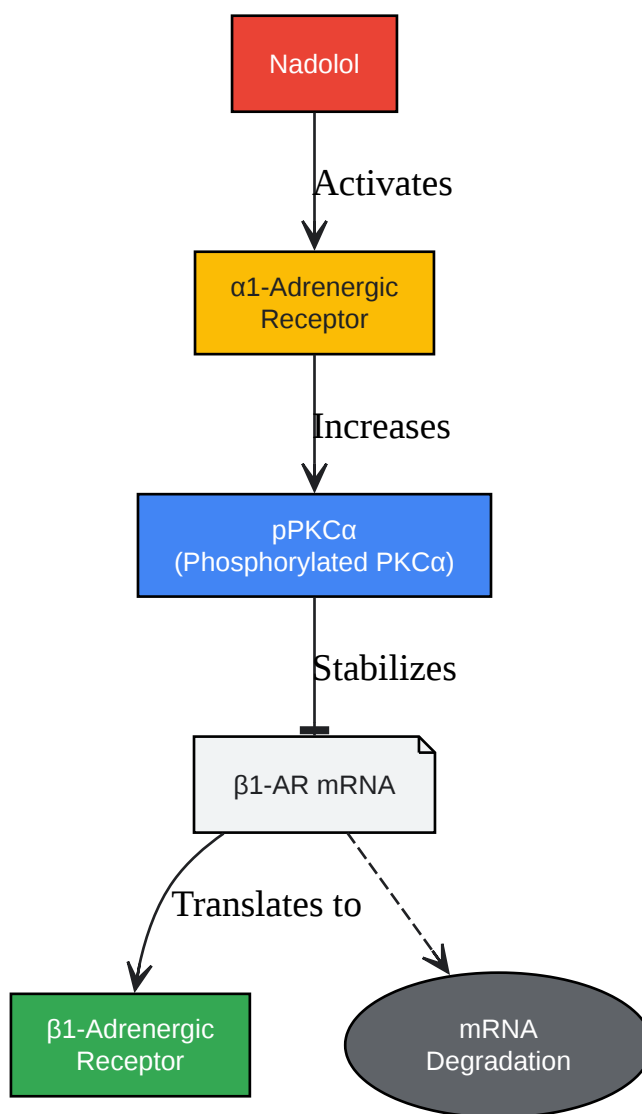 Nadolol
Activates
α1-Adrenergic
Receptor
Increases
pPKCα
(Phosphorylated PKCα)
Stabilizes
β1-AR mRNA
Translates to
β1-Adrenergic
Receptor
mRNA
Degradation